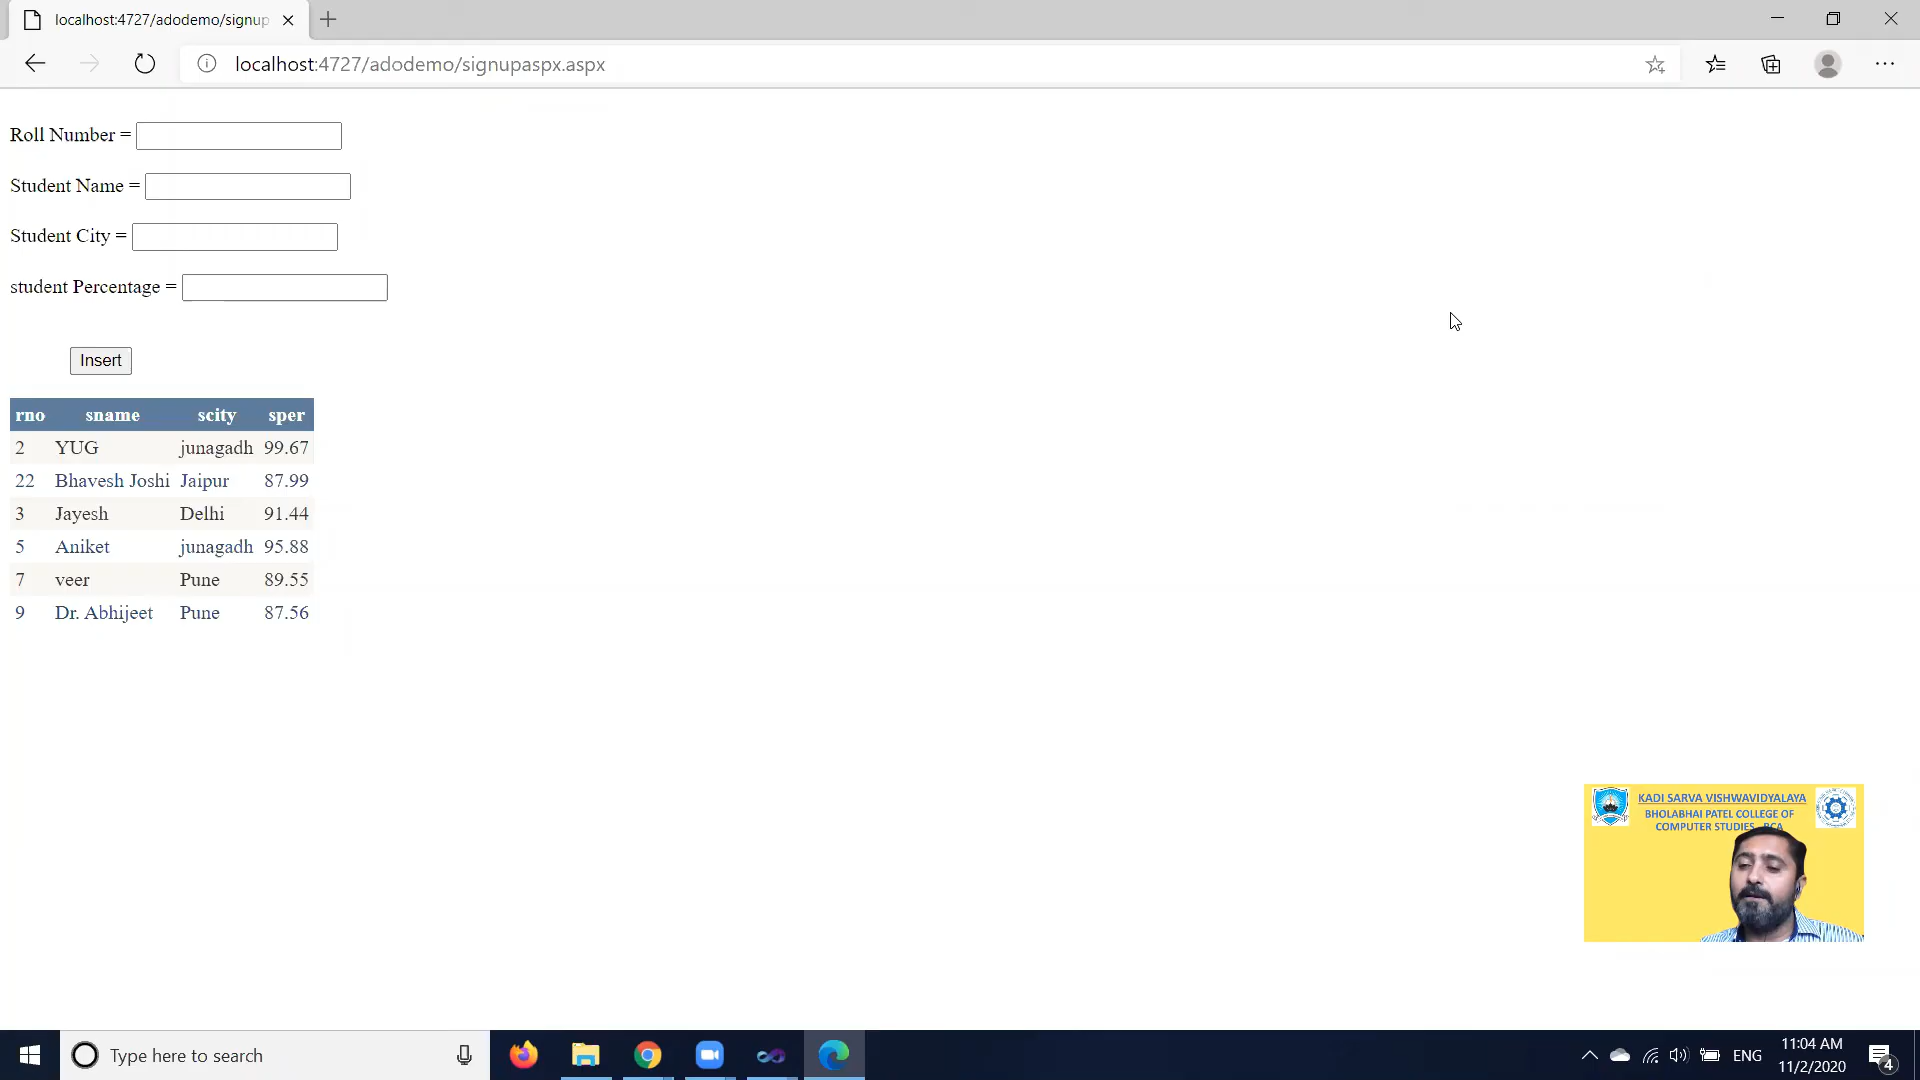 localhost:4727/adodemo/signup
localhost:4727/adodemo/signupaspx.aspx
Roll Number =
Student Name =
Student City =
student Percentage =
Insert
rno sname scity sper
2 YUG junagadh 99.67
22 Bhavesh Joshi Jaipur 87.99
3 Jayesh Delhi 91.44
5 Aniket junagadh 95.88
7 veer Pune 89.55
9 Dr. Abhijeet Pune 87.56
KADI SARVA VISHWAVIDYALAYA
BHOLABHAI PATEL COLLEGE OF
COMPUTER STUDIES - BCA
Type here to search
ENG
11:04 AM
11/2/2020
4